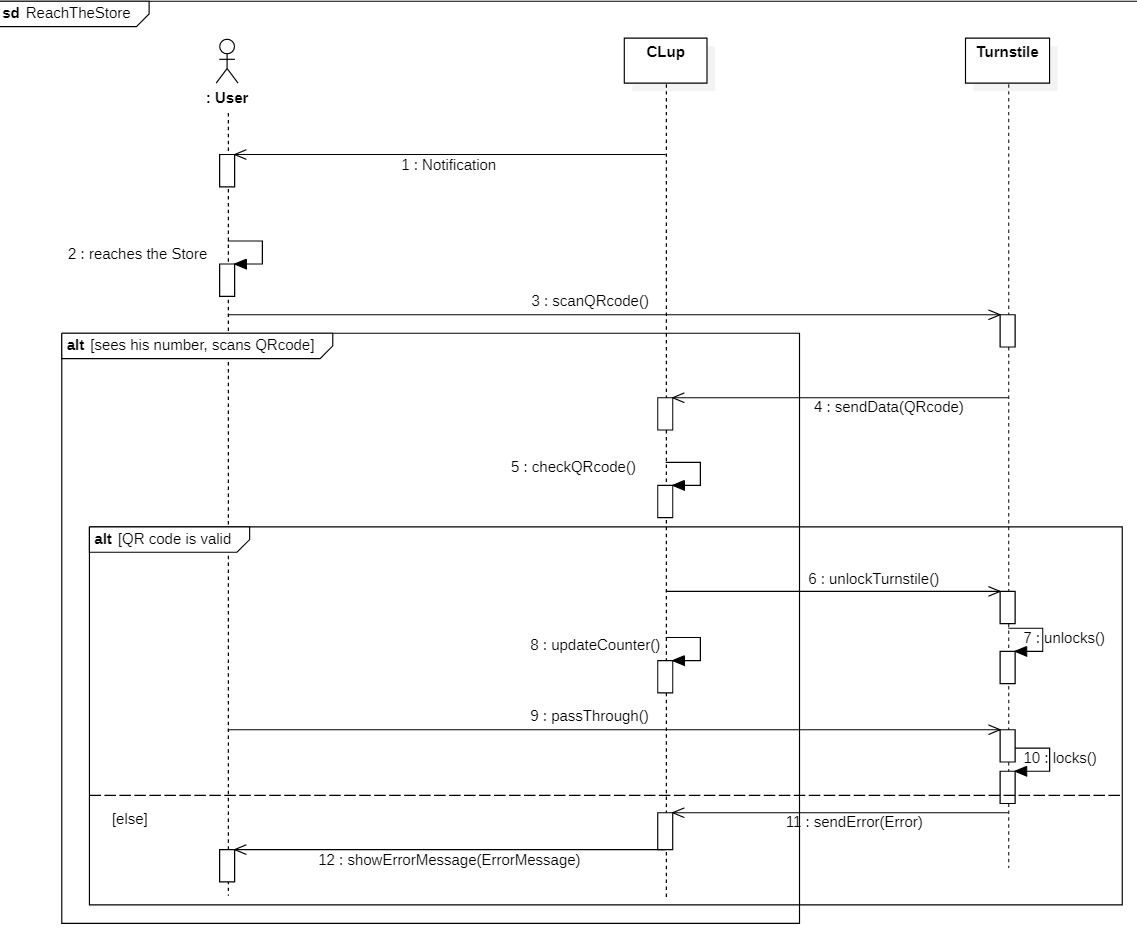 sd ReachTheStore
: User
CLup
Turnstile
1 : Notification
2 : reaches the Store
3 : scanQRcode()
alt [sees his number, scans QRcode]
4 : sendData(QRcode)
5 : checkQRcode()
alt [QR code is valid
6 : unlockTurnstile()
7 : unlocks()
8 : updateCounter()
9 : passThrough()
10 : locks()
[else]
11 : sendError(Error)
12 : showErrorMessage(ErrorMessage)